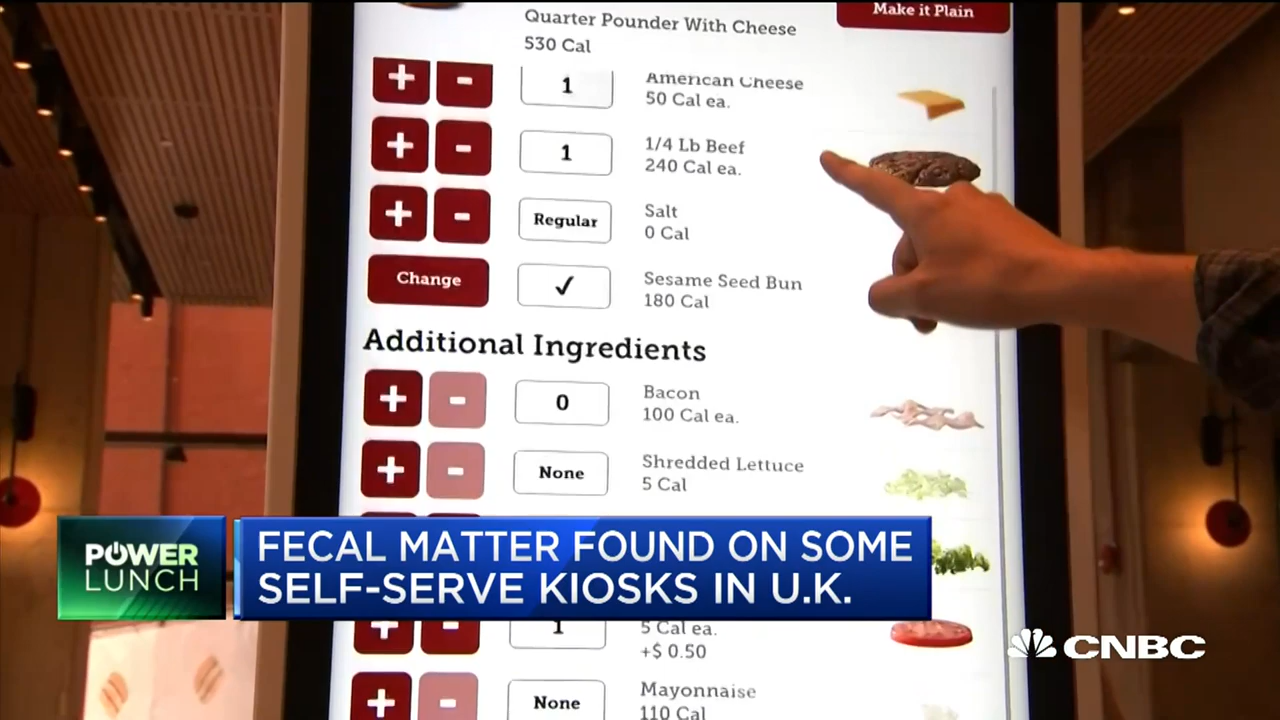 Quarter Pounder With Cheese
530 Cal
Make it Plain
+ - 1 American Cheese
50 Cal ea.
+ - 1 1/4 Lb Beef
240 Cal ea.
+ - Regular Salt
0 Cal
Change ✓ Sesame Seed Bun
180 Cal
Additional Ingredients
+ - 0 Bacon
100 Cal ea.
+ - None Shredded Lettuce
5 Cal
POWER
LUNCH
FECAL MATTER FOUND ON SOME
SELF-SERVE KIOSKS IN U.K.
+ - 1 5 Cal ea.
+$ 0.50
CNBC
+ - None Mayonnaise
110 Cal